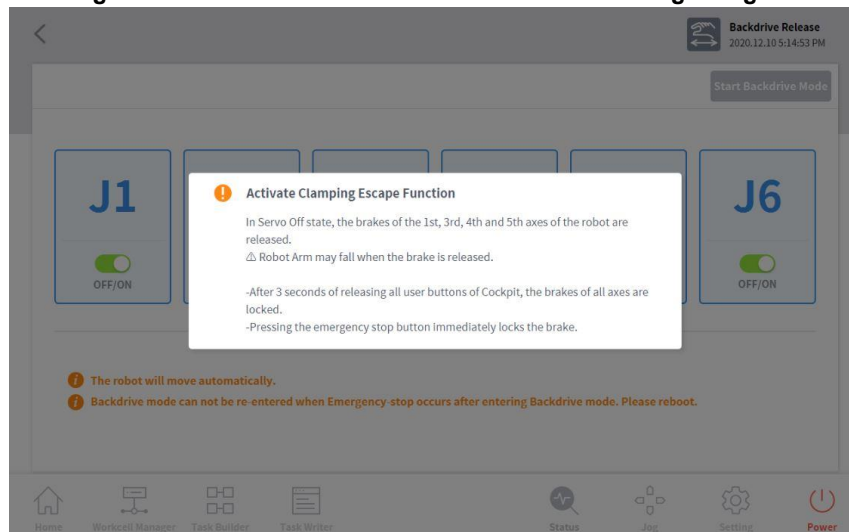 Backdrive Release
2020.12.10 5:14:53 PM
Start Backdrive Mode
J1
J6
OFF/ON
OFF/ON
Activate Clamping Escape Function
In Servo Off state, the brakes of the 1st, 3rd, 4th and 5th axes of the robot are
released.
⚠ Robot Arm may fall when the brake is released.
-After 3 seconds of releasing all user buttons of Cockpit, the brakes of all axes are
locked.
-Pressing the emergency stop button immediately locks the brake.
The robot will move automatically.
Backdrive mode can not be re-entered when Emergency-stop occurs after entering Backdrive mode. Please reboot.
Home Workcell Manager Task Builder Task Writer Status Jog Setting Power